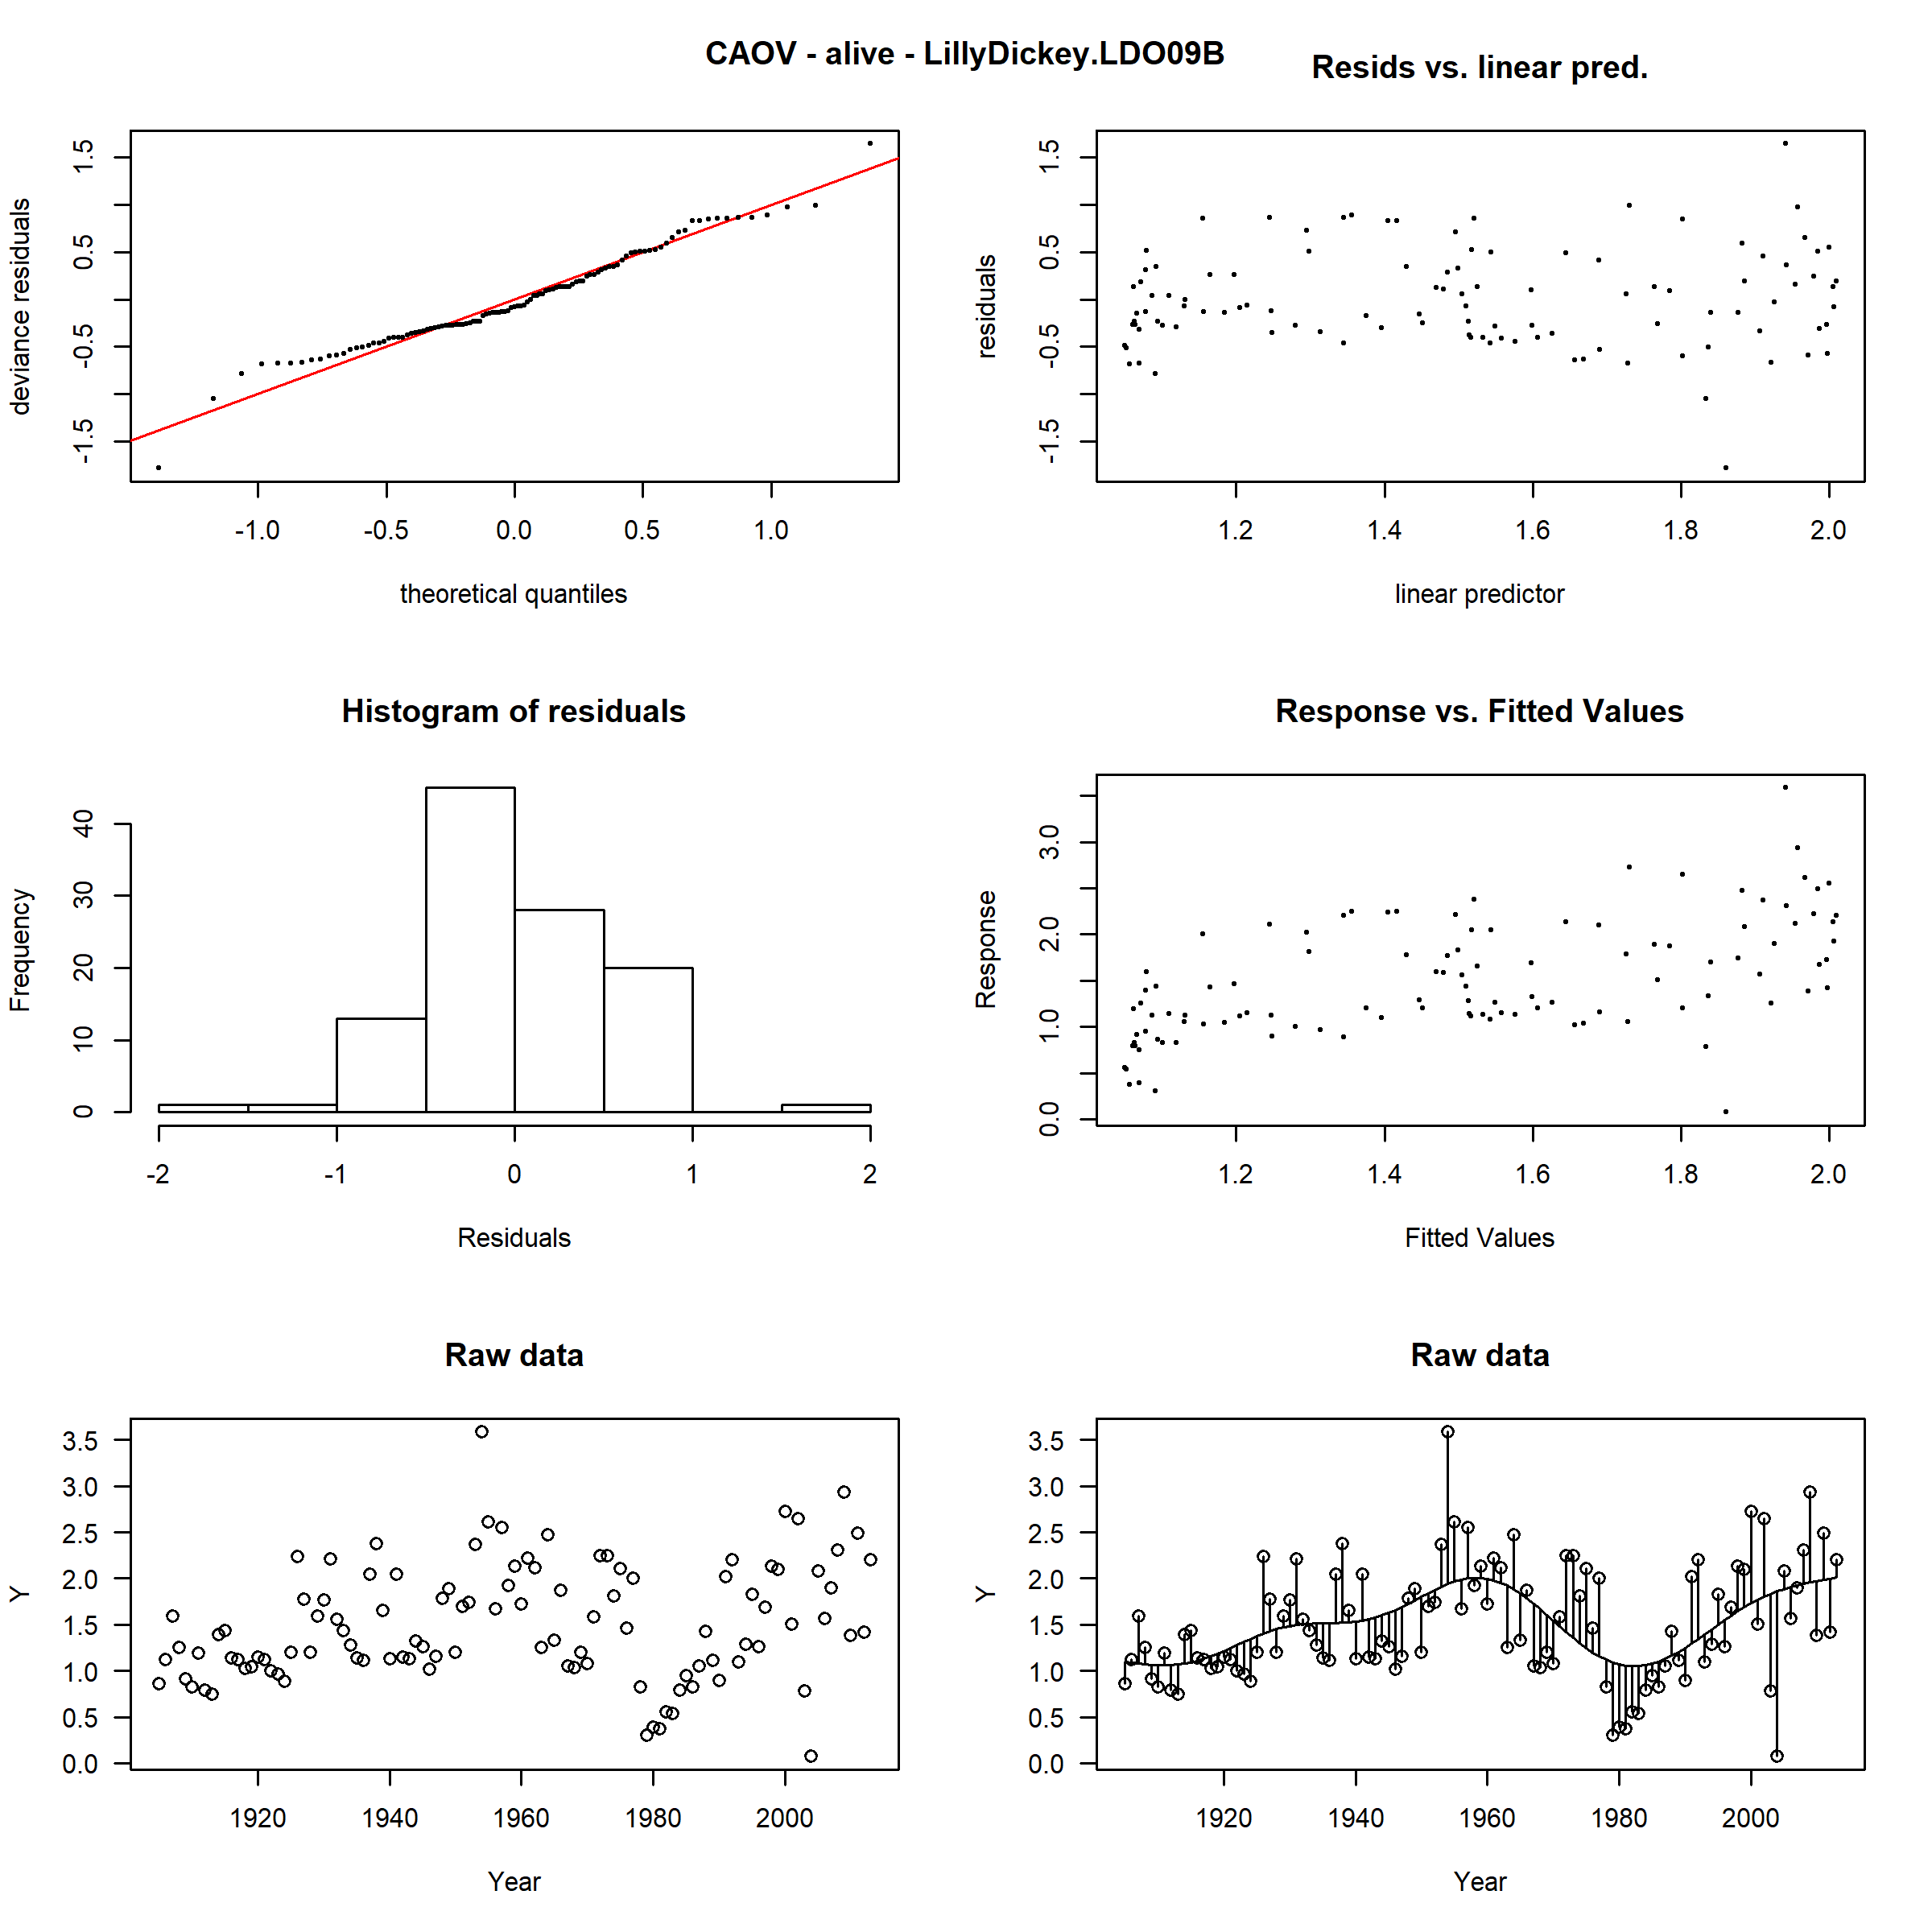 CAOV - alive - LillyDickey.LDO09B
Resids vs. linear pred.
deviance residuals
1.5
0.5
-0.5
-1.5
-1.0 -0.5 0.0 0.5 1.0
theoretical quantiles
residuals
1.5
0.5
-0.5
-1.5
1.2 1.4 1.6 1.8 2.0
linear predictor
Histogram of residuals
Frequency
40
30
20
10
0
-2 -1 0 1 2
Residuals
Response vs. Fitted Values
Response
3.0
2.0
1.0
0.0
1.2 1.4 1.6 1.8 2.0
Fitted Values
Raw data
Y
3.5
3.0
2.5
2.0
1.5
1.0
0.5
0.0
1920 1940 1960 1980 2000
Year
Raw data
Y
3.5
3.0
2.5
2.0
1.5
1.0
0.5
0.0
1920 1940 1960 1980 2000
Year